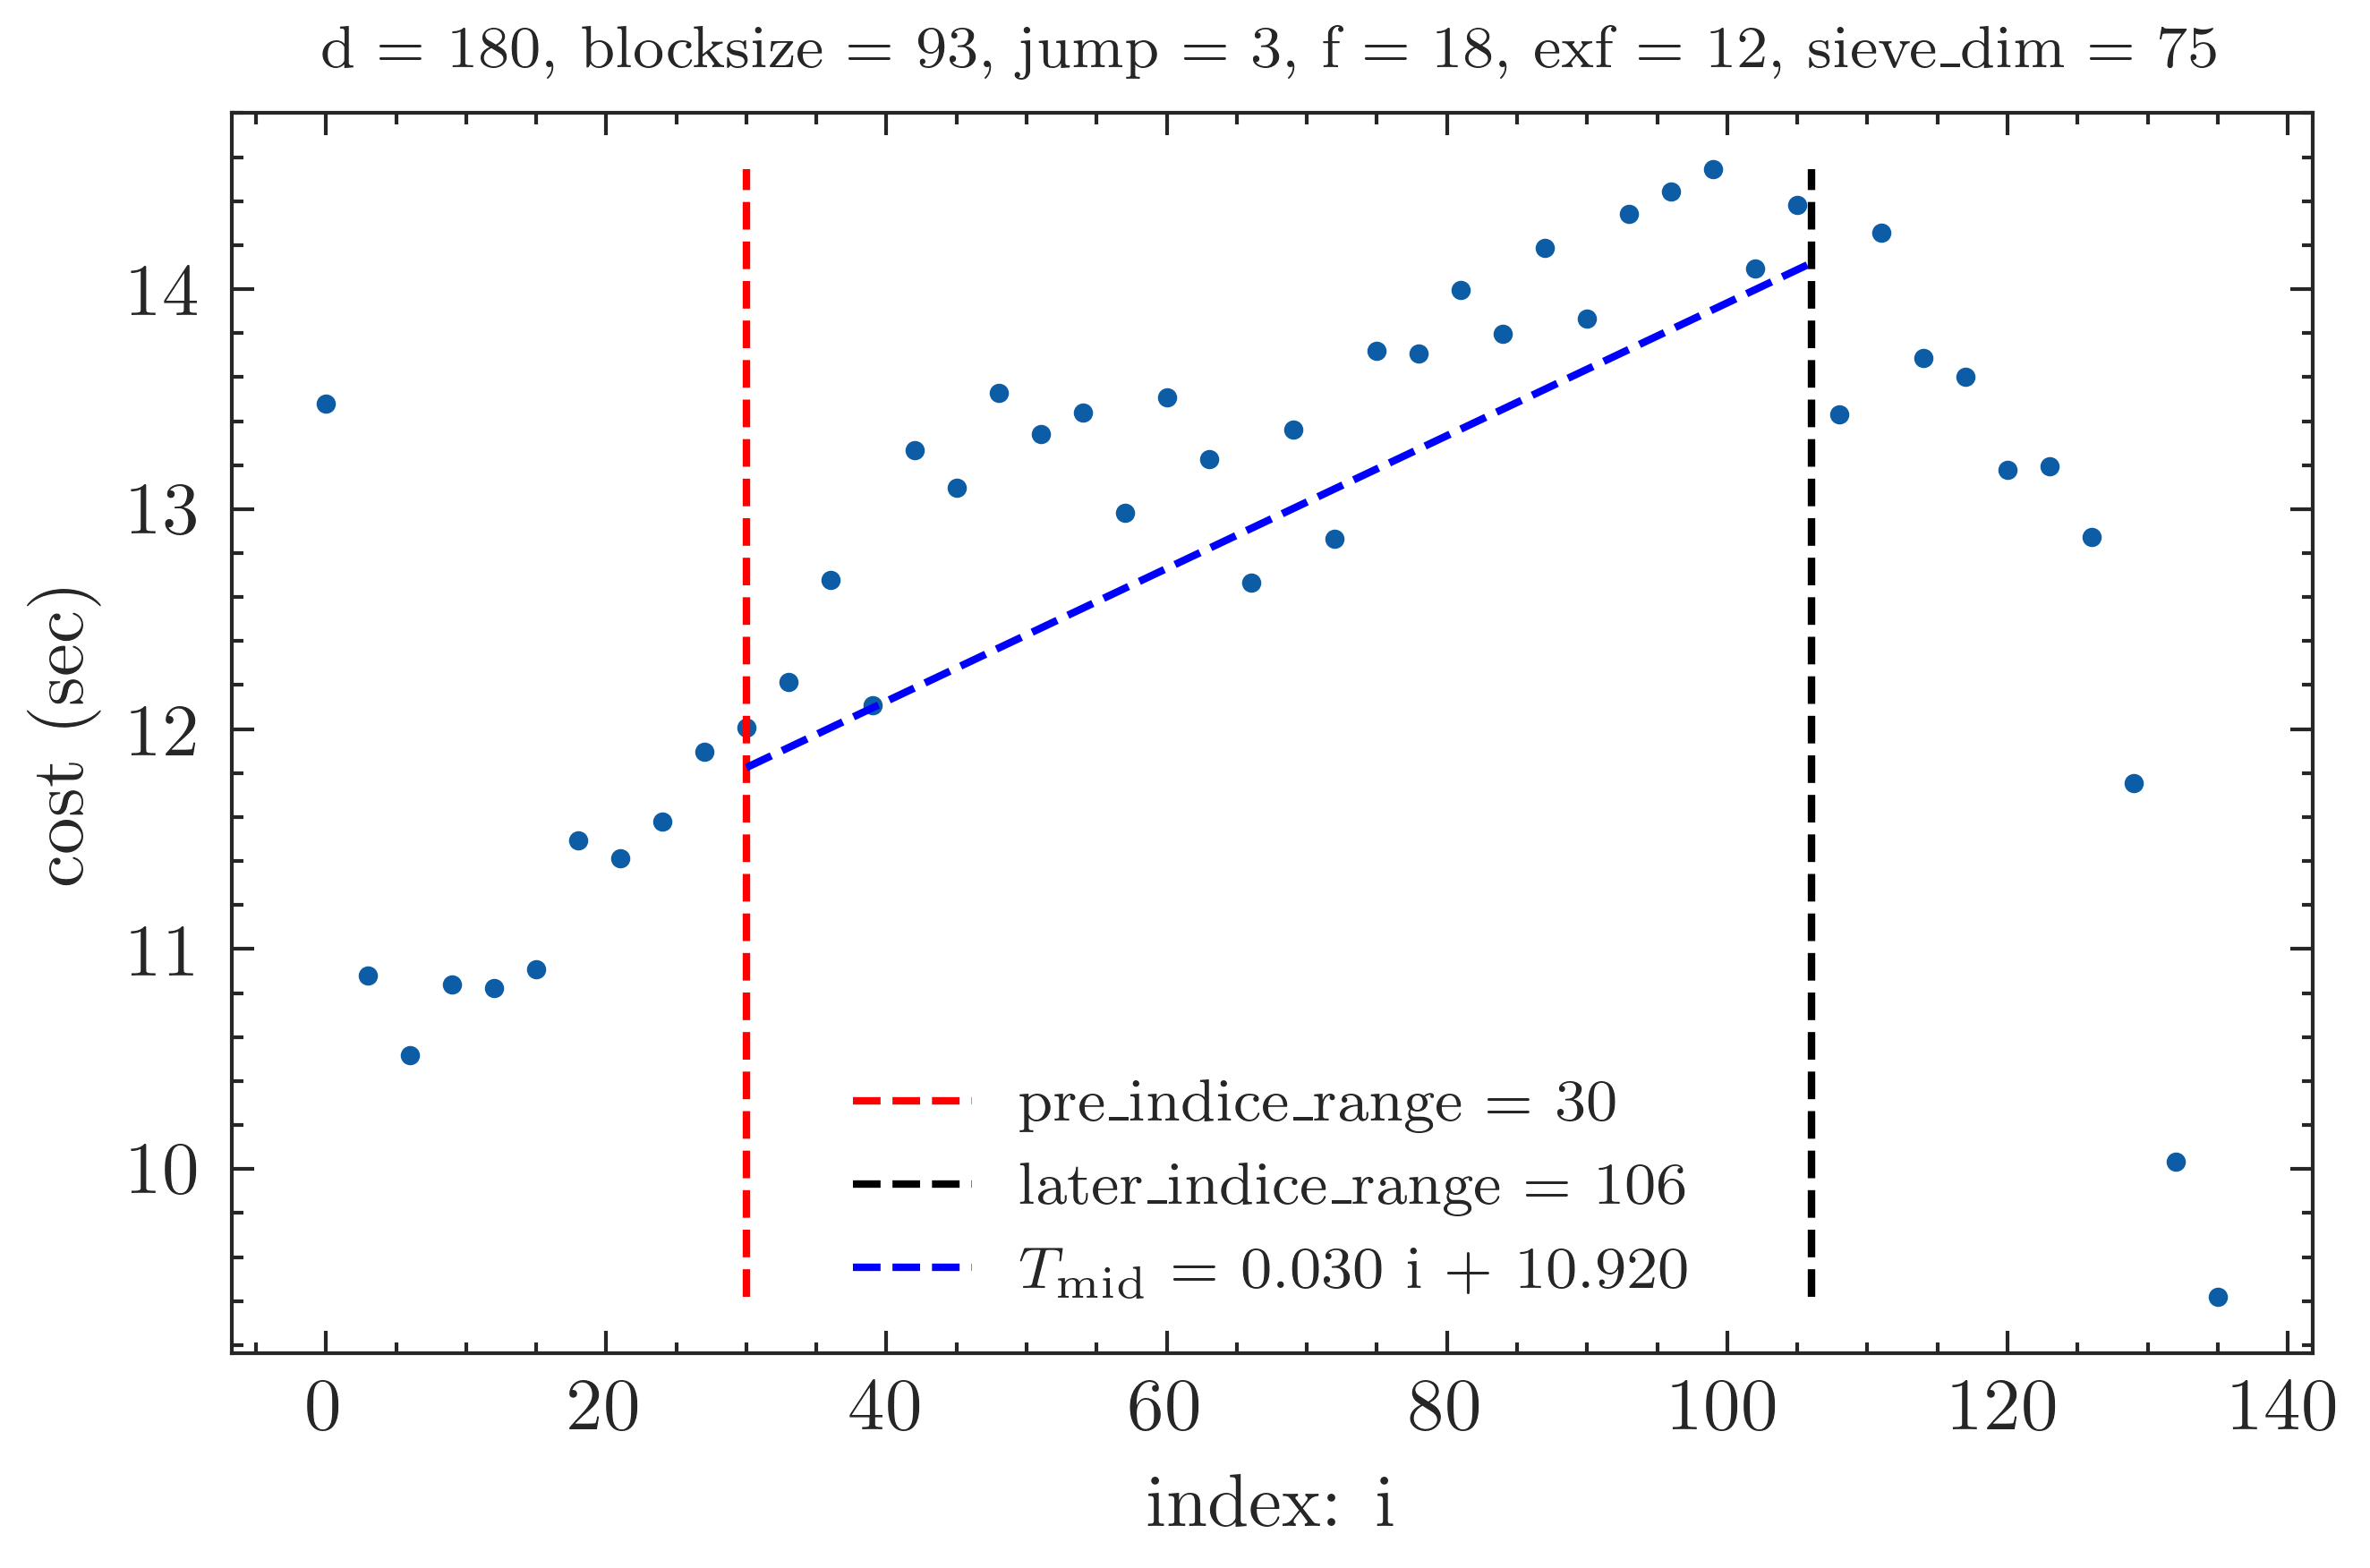 d = 180, blocksize = 93, jump = 3, f = 18, exf = 12, sieve_dim = 75
cost (sec)
14
13
12
11
10
pre_indice_range = 30
later_indice_range = 106
T_mid = 0.030 i + 10.920
0 20 40 60 80 100 120 140
index: i